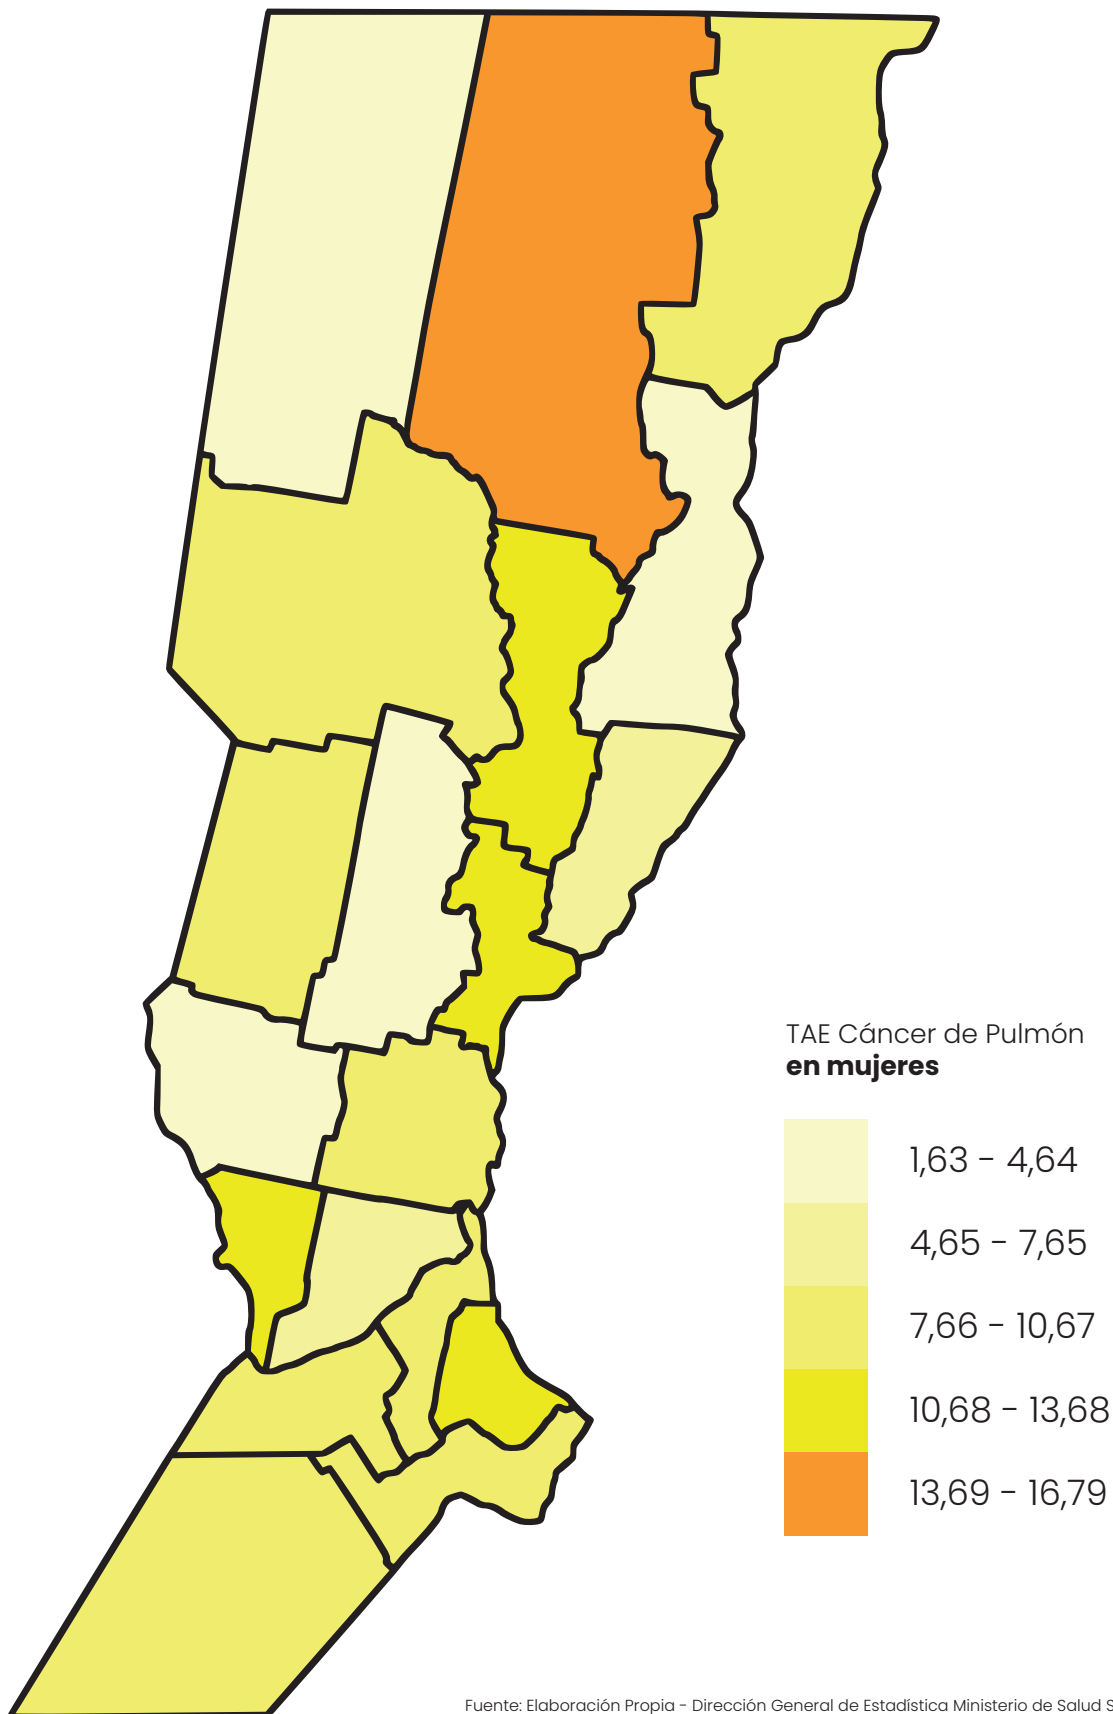 TAE Cáncer de Pulmón
en mujeres
1,63 - 4,64
4,65 - 7,65
7,66 - 10,67
10,68 - 13,68
13,69 - 16,79
Fuente: Elaboración Propia - Dirección General de Estadística Ministerio de Salud S